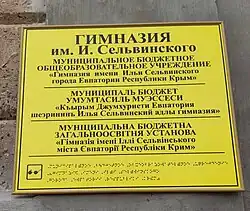 ГИМНАЗИЯ
им. И. Сельвинского
МУНИЦИПАЛЬНОЕ БЮДЖЕТНОЕ
ОБЩЕОБРАЗОВАТЕЛЬНОЕ УЧРЕЖДЕНИЕ
«Гимназия имени Ильи Сельвинского
города Евпатории Республики Крым»
МУНИЦИПАЛЬ БЮДЖЕТ
УМУМТАСИЛЬ МУЭССЕСИ
«Къырым Джумхуриети Евпатория
шеэрининъ Илья Сельвинский адлы гимназия»
МУНІЦИПАЛЬНА БЮДЖЕТНА
ЗАГАЛЬНООСВІТНЯ УСТАНОВА
«Гімназія імені Іллі Сельвінського
міста Євпаторії Республіки Крим»